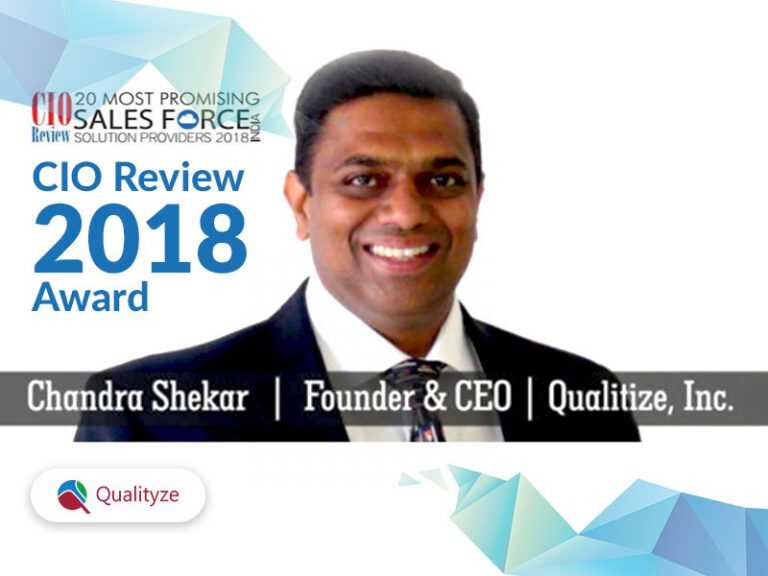 CIO 20 MOST PROMISING
SALES FORCE INDIA
Review SOLUTION PROVIDERS 2018
CIO Review
2018
Award
Chandra Shekar | Founder & CEO | Qualitize, Inc.
Qualityze